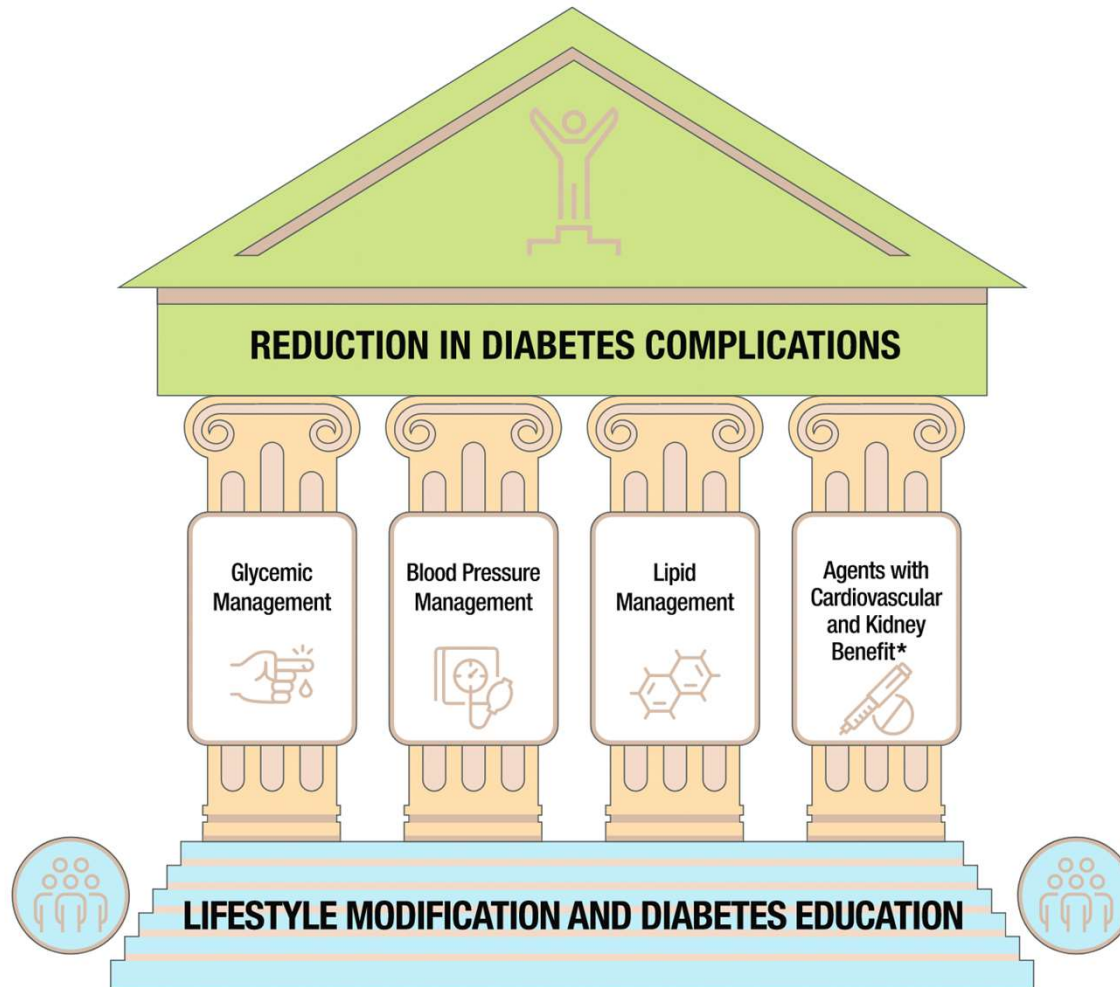 REDUCTION IN DIABETES COMPLICATIONS
Glycemic
Management
Blood Pressure
Management
Lipid
Management
Agents with
Cardiovascular
and Kidney
Benefit*
LIFESTYLE MODIFICATION AND DIABETES EDUCATION